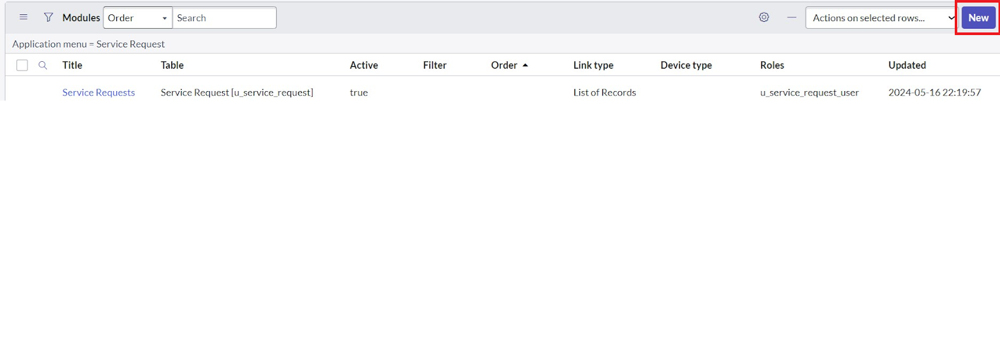 Modules Order Search Actions on selected rows... New
Application menu = Service Request
Title Table Active Filter Order Link type Device type Roles Updated
Service Requests Service Request [u_service_request] true List of Records u_service_request_user 2024-05-16 22:19:57